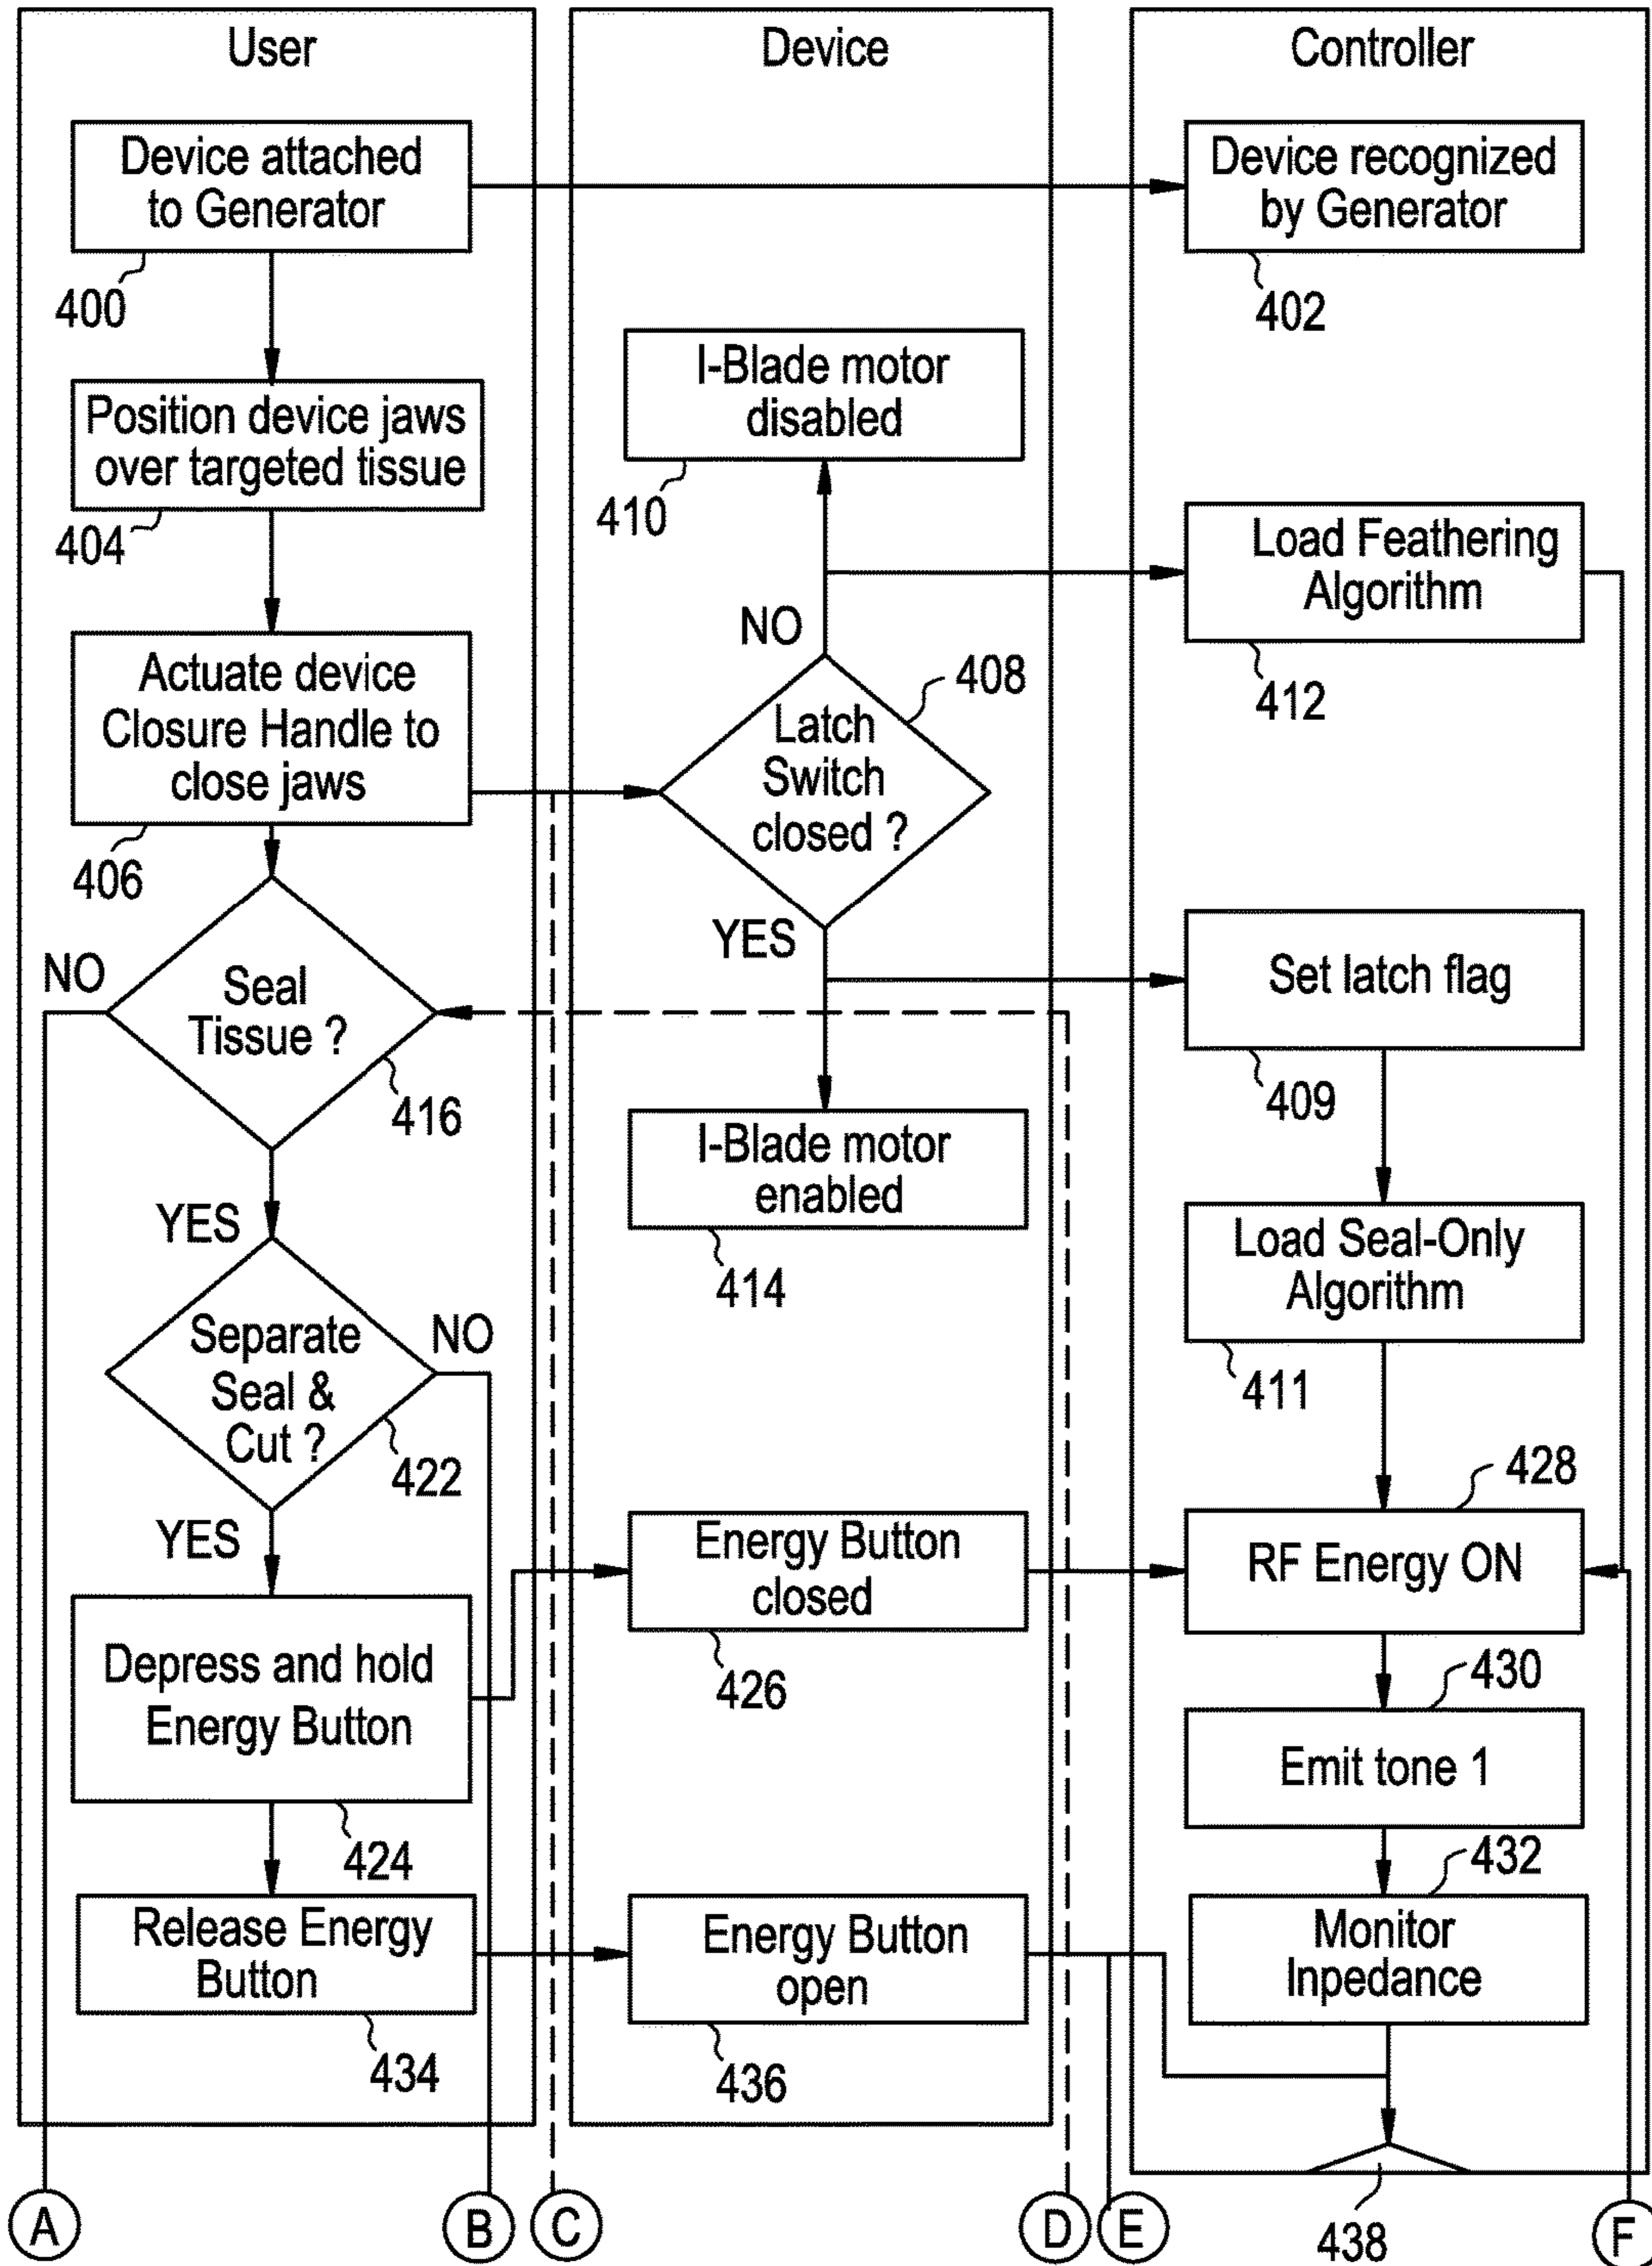 User
Device
Controller
Device attached
to Generator
400
Device recognized
by Generator
402
Position device jaws
over targeted tissue
404
I-Blade motor
disabled
410
Load Feathering
Algorithm
412
NO
Actuate device
Closure Handle to
close jaws
406
408
Latch
Switch
closed ?
YES
NO
Seal
Tissue ?
416
Set latch flag
409
YES
I-Blade motor
enabled
414
Load Seal-Only
Algorithm
411
Separate
Seal &
Cut ?
NO
422
YES
Energy Button
closed
426
428
RF Energy ON
Depress and hold
Energy Button
424
430
Emit tone 1
432
Release Energy
Button
434
Energy Button
open
436
Monitor
Inpedance
438
A
B
C
D
E
F